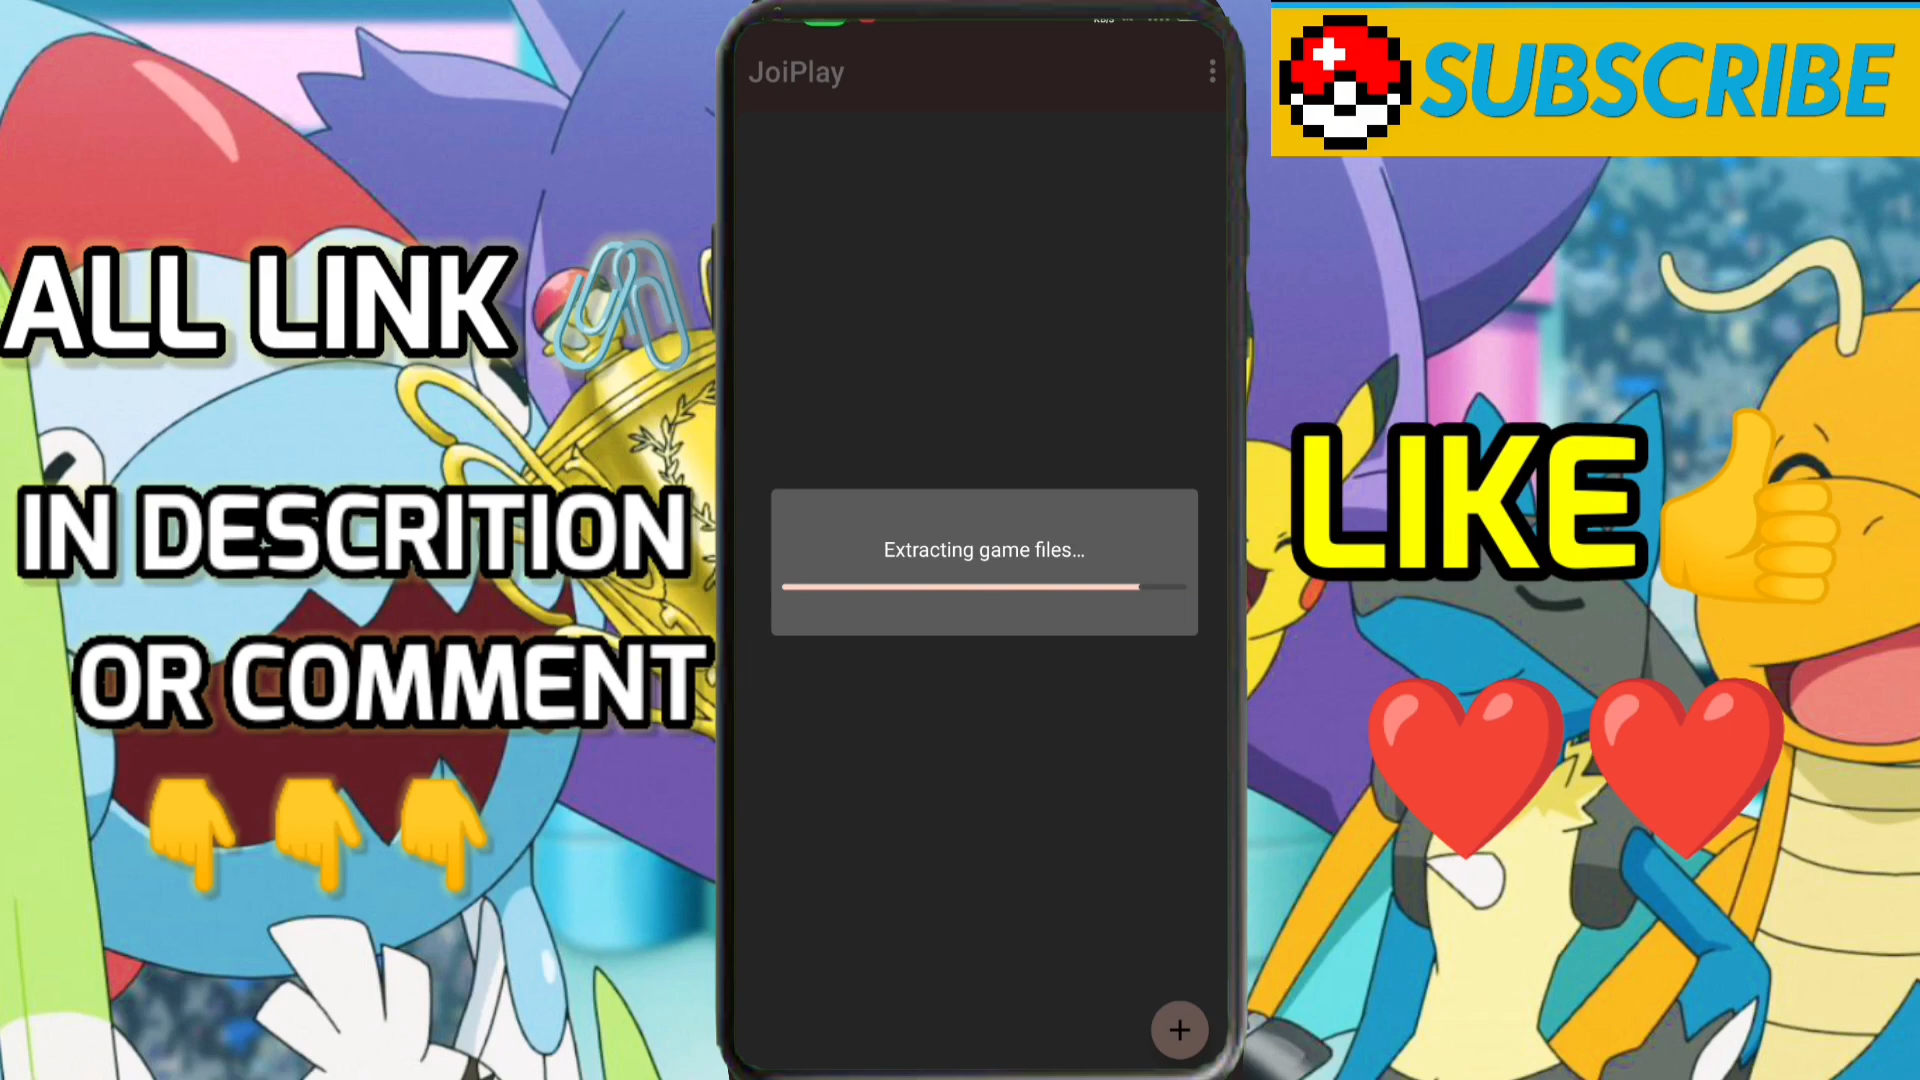 JoiPlay
SUBSCRIBE
ALL LINK
IN DESCRITION
OR COMMENT
Extracting game files...
LIKE